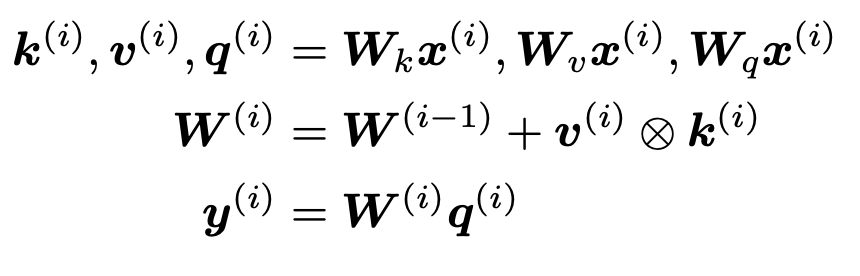 k^{(i)}, v^{(i)}, q^{(i)} = W_k x^{(i)}, W_v x^{(i)}, W_q x^{(i)}
W^{(i)} = W^{(i-1)} + v^{(i)} ⊗ k^{(i)}
y^{(i)} = W^{(i)} q^{(i)}